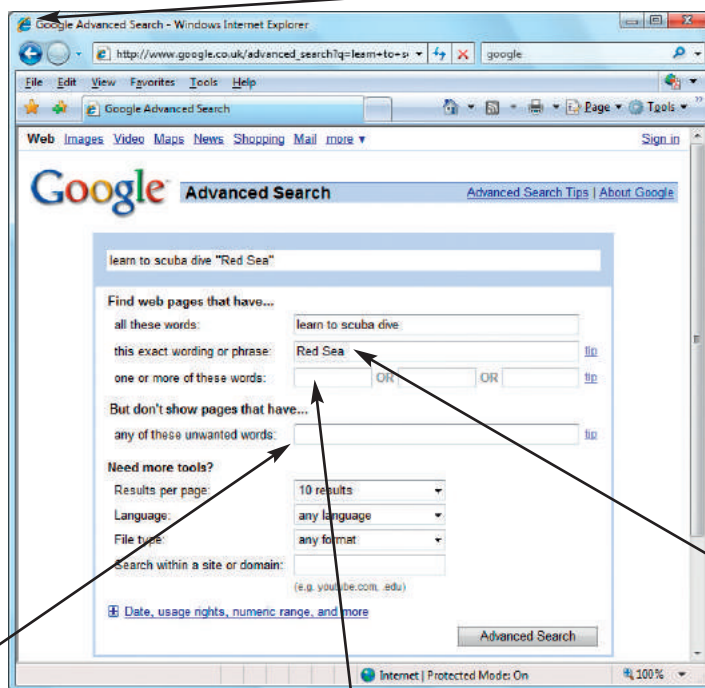 Google Advanced Search - Windows Internet Explorer
http://www.google.co.uk/advanced_search?q=learn+to+s google
File Edit View Favorites Tools Help
Google Advanced Search Page Tools
Web Images Video Maps News Shopping Mail more Sign in
Google Advanced Search Advanced Search Tips | About Google
learn to scuba dive "Red Sea"
Find web pages that have...
all these words: learn to scuba dive
this exact wording or phrase: Red Sea tip
one or more of these words: OR OR tip
But don't show pages that have...
any of these unwanted words: tip
Need more tools?
Results per page: 10 results
Language: any language
File type: any format
Search within a site or domain:
(e.g. youtube.com, .edu)
Date, usage rights, numeric range, and more
Advanced Search
Internet | Protected Mode: On 100%